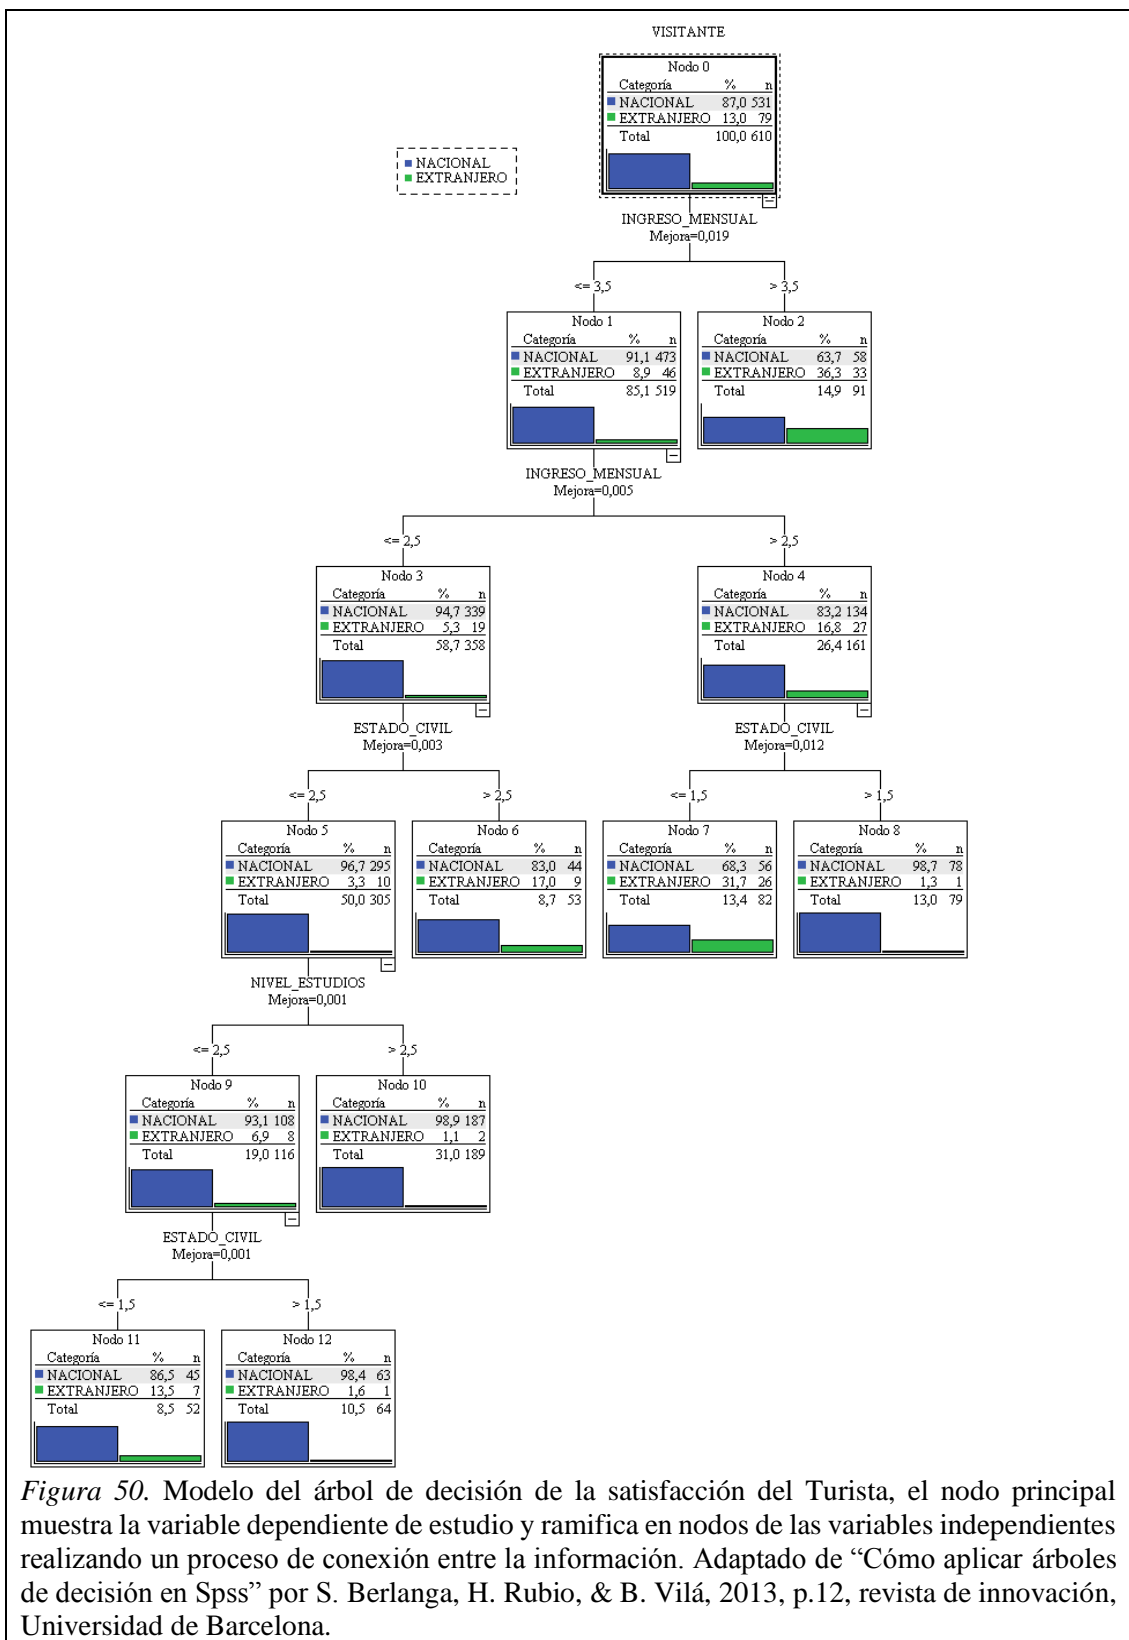 VISITANTE
Nodo 0
Categoría % n
NACIONAL 87,0 531
EXTRANJERO 13,0 79
Total 100,0 610
NACIONAL
EXTRANJERO
INGRESO_MENSUAL
Mejora=0,019
<= 3,5
> 3,5
Nodo 1
Categoría % n
NACIONAL 91,1 473
EXTRANJERO 8,9 46
Total 85,1 519
Nodo 2
Categoría % n
NACIONAL 63,7 58
EXTRANJERO 36,3 33
Total 14,9 91
INGRESO_MENSUAL
Mejora=0,005
<= 2,5
> 2,5
Nodo 3
Categoría % n
NACIONAL 94,7 339
EXTRANJERO 5,3 19
Total 58,7 358
Nodo 4
Categoría % n
NACIONAL 83,2 134
EXTRANJERO 16,8 27
Total 26,4 161
ESTADO_CIVIL
Mejora=0,003
ESTADO_CIVIL
Mejora=0,012
<= 2,5
> 2,5
<= 1,5
> 1,5
Nodo 5
Categoría % n
NACIONAL 96,7 295
EXTRANJERO 3,3 10
Total 50,0 305
Nodo 6
Categoría % n
NACIONAL 83,0 44
EXTRANJERO 17,0 9
Total 8,7 53
Nodo 7
Categoría % n
NACIONAL 68,3 56
EXTRANJERO 31,7 26
Total 13,4 82
Nodo 8
Categoría % n
NACIONAL 98,7 78
EXTRANJERO 1,3 1
Total 13,0 79
NIVEL_ESTUDIOS
Mejora=0,001
<= 2,5
> 2,5
Nodo 9
Categoría % n
NACIONAL 93,1 108
EXTRANJERO 6,9 8
Total 19,0 116
Nodo 10
Categoría % n
NACIONAL 98,9 187
EXTRANJERO 1,1 2
Total 31,0 189
ESTADO_CIVIL
Mejora=0,001
<= 1,5
> 1,5
Nodo 11
Categoría % n
NACIONAL 86,5 45
EXTRANJERO 13,5 7
Total 8,5 52
Nodo 12
Categoría % n
NACIONAL 98,4 63
EXTRANJERO 1,6 1
Total 10,5 64
Figura 50. Modelo del árbol de decisión de la satisfacción del Turista, el nodo principal
muestra la variable dependiente de estudio y ramifica en nodos de las variables independientes
realizando un proceso de conexión entre la información. Adaptado de “Cómo aplicar árboles
de decisión en Spss” por S. Berlanga, H. Rubio, & B. Vilá, 2013, p.12, revista de innovación,
Universidad de Barcelona.